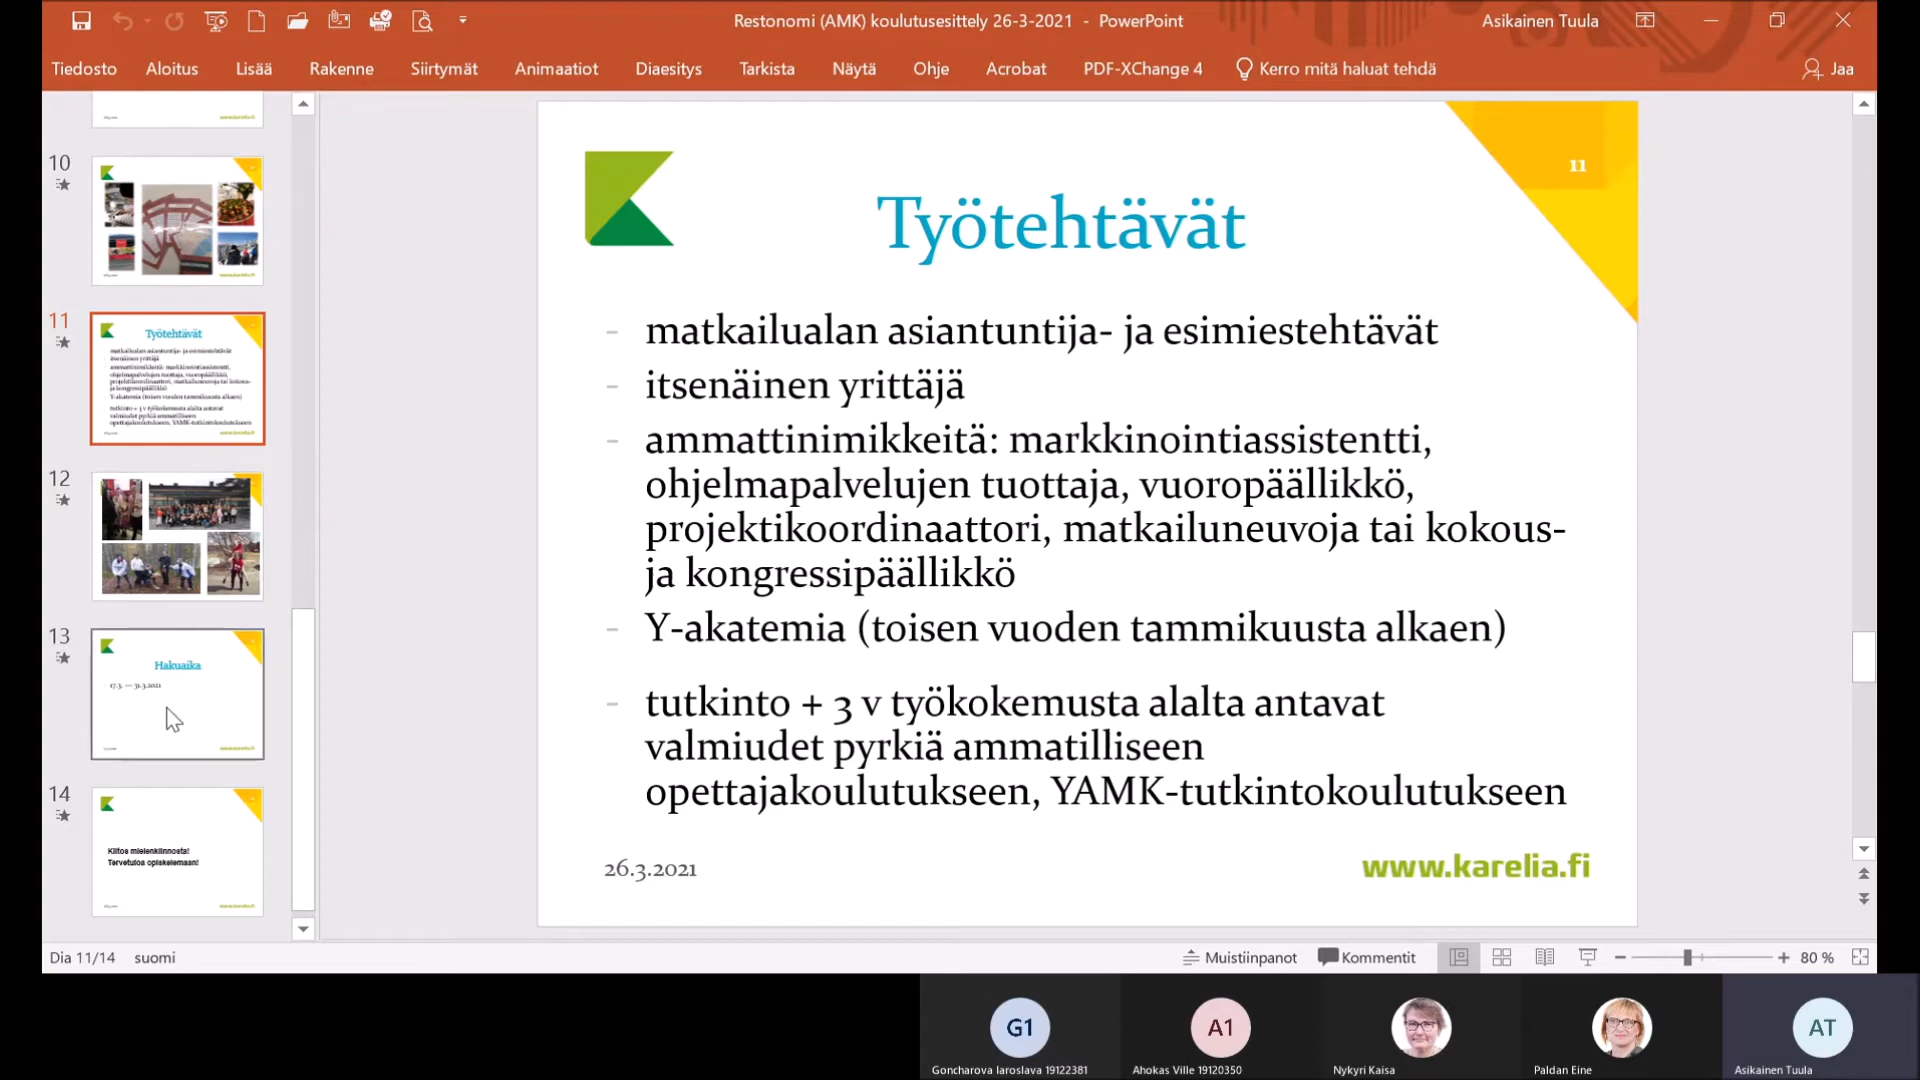 Restonomi (AMK) koulutusesittely 26-3-2021 - PowerPoint
Asikainen Tuula
Tiedosto Aloitus Lisää Rakenne Siirtymät Animaatiot Diaesitys Tarkista Näytä Ohje Acrobat PDF-XChange 4 Kerro mitä haluat tehdä Jaa
10
11
Työtehtävät
12
13
Hakuaika
17.3. — 31.3.2021
14
Kiitos mielenkiinnosta!
Tervetuloa opiskelemaan!
11
Työtehtävät
- matkailualan asiantuntija- ja esimiestehtävät
- itsenäinen yrittäjä
- ammattinimikkeitä: markkinointiassistentti,
ohjelmapalvelujen tuottaja, vuoropäällikkö,
projektikoordinaattori, matkailuneuvoja tai kokous-
ja kongressipäällikkö
- Y-akatemia (toisen vuoden tammikuusta alkaen)
- tutkinto + 3 v työkokemusta alalta antavat
valmiudet pyrkiä ammatilliseen
opettajakoulutukseen, YAMK-tutkintokoulutukseen
26.3.2021
www.karelia.fi
Dia 11/14 suomi
Muistiinpanot Kommentit 80 %
G1 A1 AT
Goncharova Iaroslava 19122381 Ahokas Ville 19120350 Nykyri Kaisa Paldan Eine Asikainen Tuula